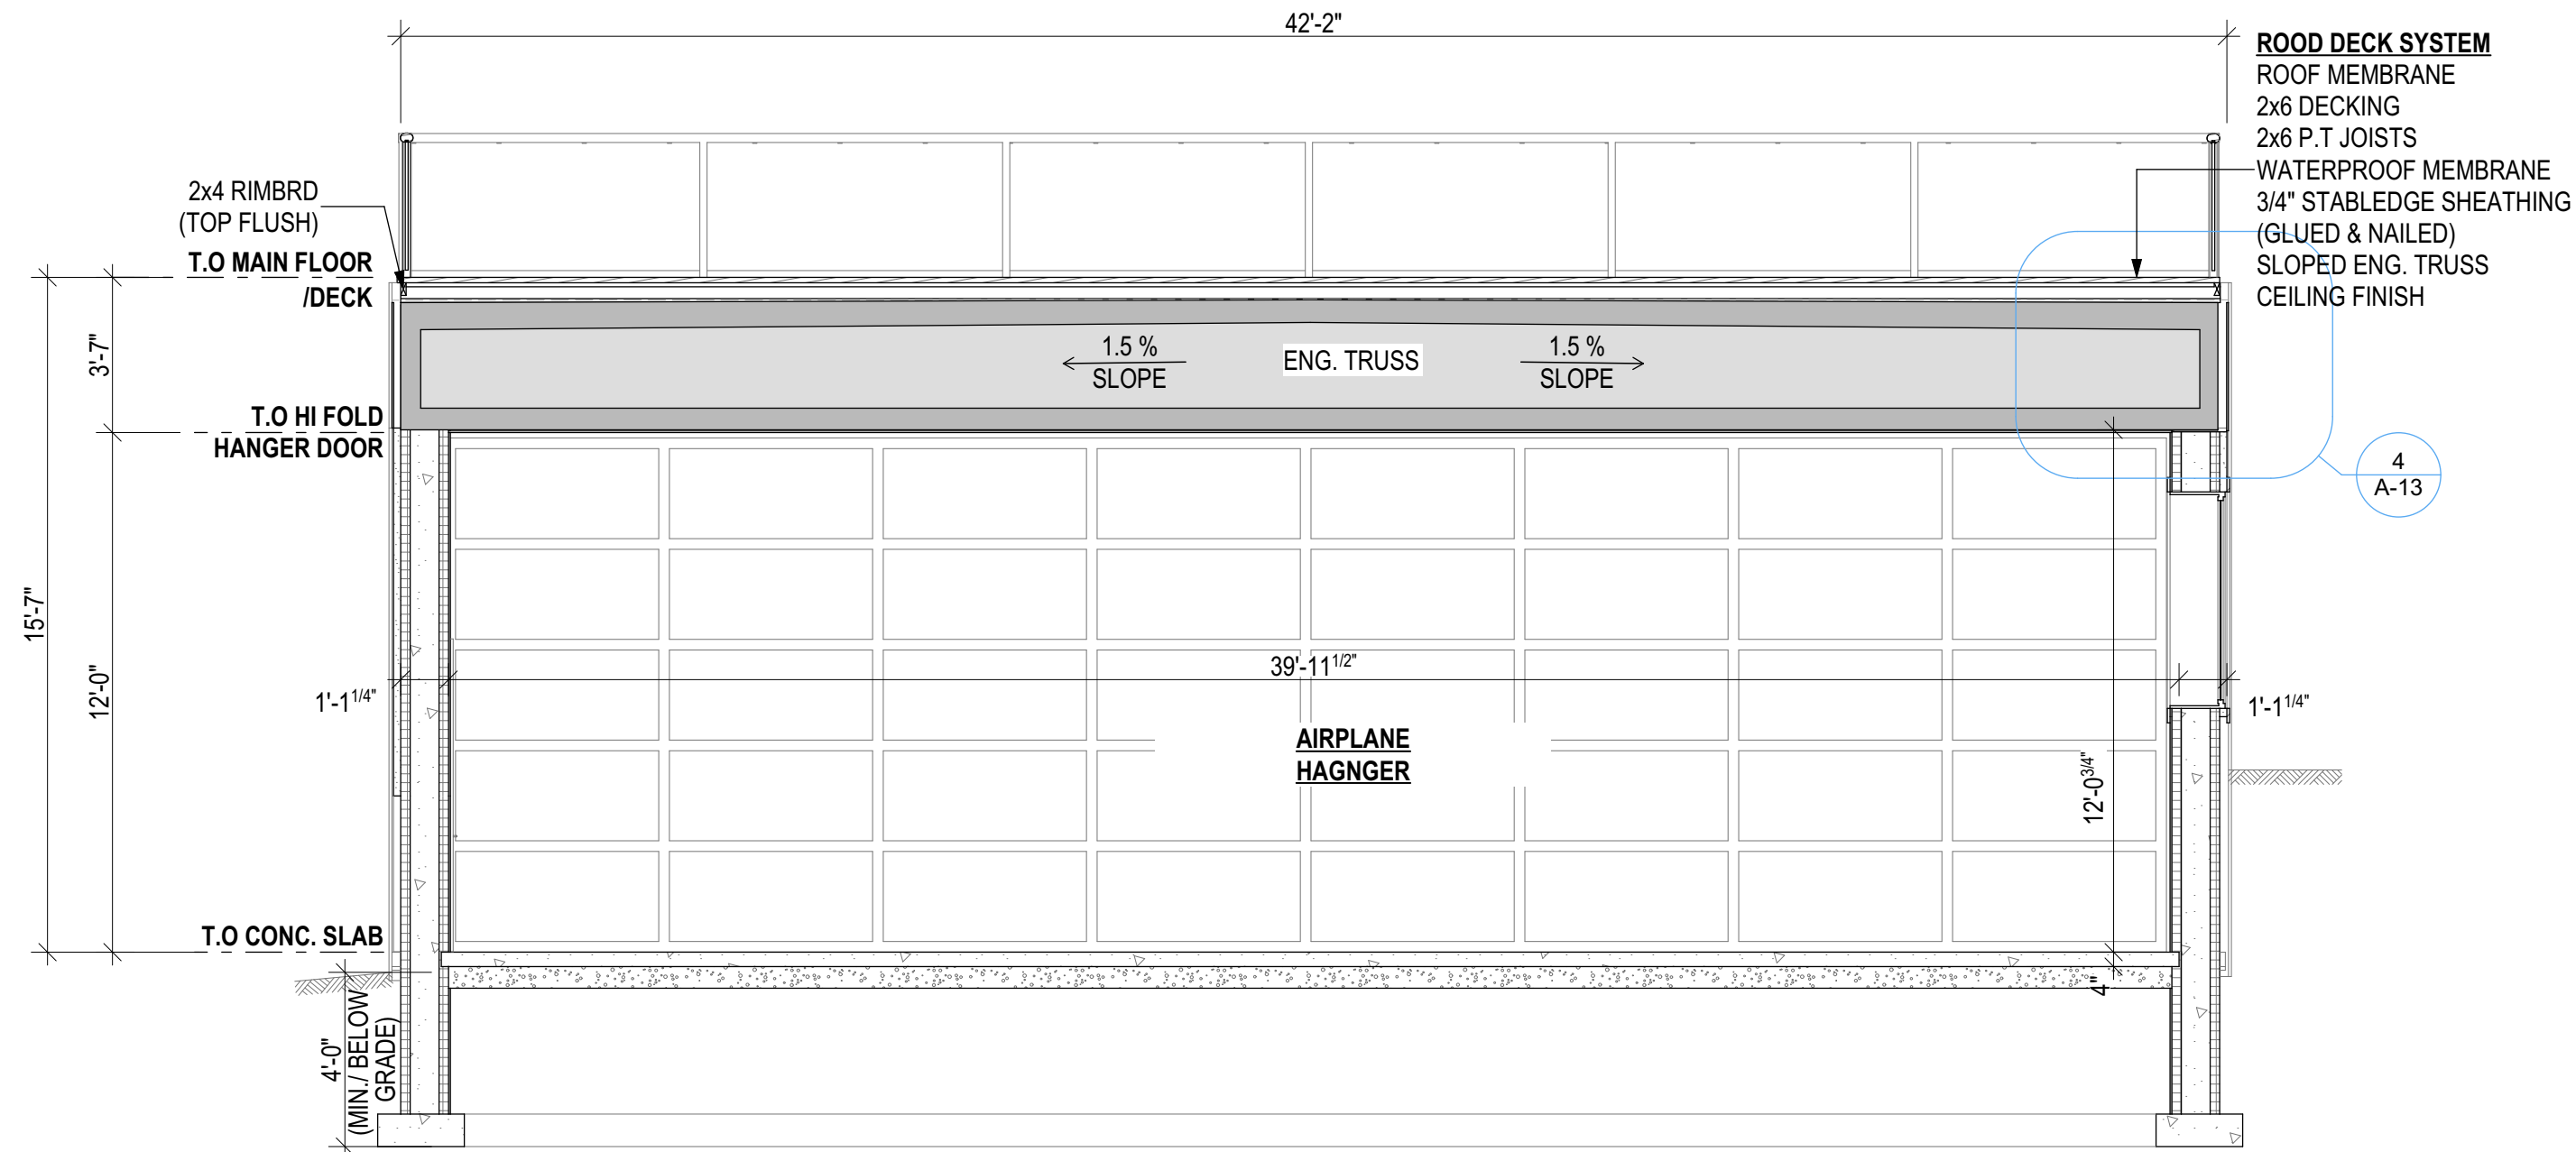 42'-2"
ROOD DECK SYSTEM
ROOF MEMBRANE
2x6 DECKING
2x6 P.T JOISTS
WATERPROOF MEMBRANE
3/4" STABLEDGE SHEATHING
(GLUED & NAILED)
SLOPED ENG. TRUSS
CEILING FINISH
2x4 RIMBRD
(TOP FLUSH)
T.O MAIN FLOOR
/DECK
3'-7"
1.5 %
SLOPE
ENG. TRUSS
1.5 %
SLOPE
T.O HI FOLD
HANGER DOOR
4
A-13
15'-7"
12'-0"
1'-1 1/4"
39'-11 1/2"
1'-1 1/4"
AIRPLANE
HAGNGER
12'-0 3/4"
T.O CONC. SLAB
4"
4'-0"
(MIN./ BELOW
GRADE)